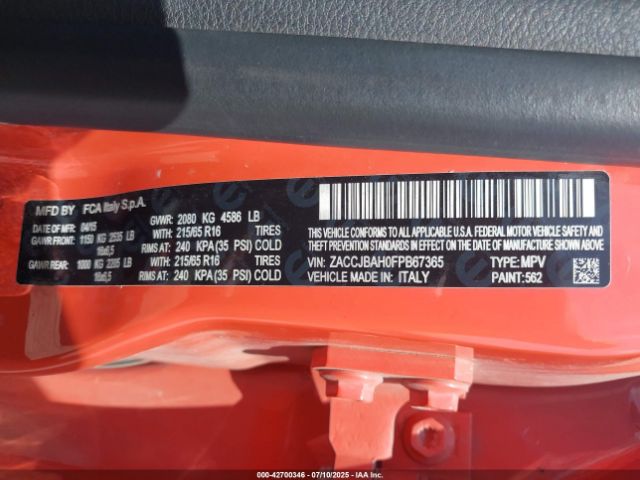 MFD BY FCA Italy S.p.A.
DATE OF MFR: 04/15 GVWR: 2080 KG 4586 LB
GAWR FRONT: 1150 KG 2535 LB WITH: 215/65 R16 TIRES
RIMS AT: 240 KPA (35 PSI) COLD
GAWR REAR: 1000 KG 2205 LB WITH: 215/65 R16 TIRES
RIMS AT: 240 KPA (35 PSI) COLD
THIS VEHICLE CONFORMS TO ALL APPLICABLE U.S.A. FEDERAL MOTOR VEHICLE SAFETY
BUMPER, AND THEFT PREVENTION STANDARDS IN EFFECT ON THE DATE OF MANUFACTURE SHOWN ABOVE.
VIN: ZACCJBAH0FPB67365 TYPE: MPV
VEHICLE MADE IN: ITALY PAINT: 562
000-42700346 - 07/10/2025 - IAAI.COM